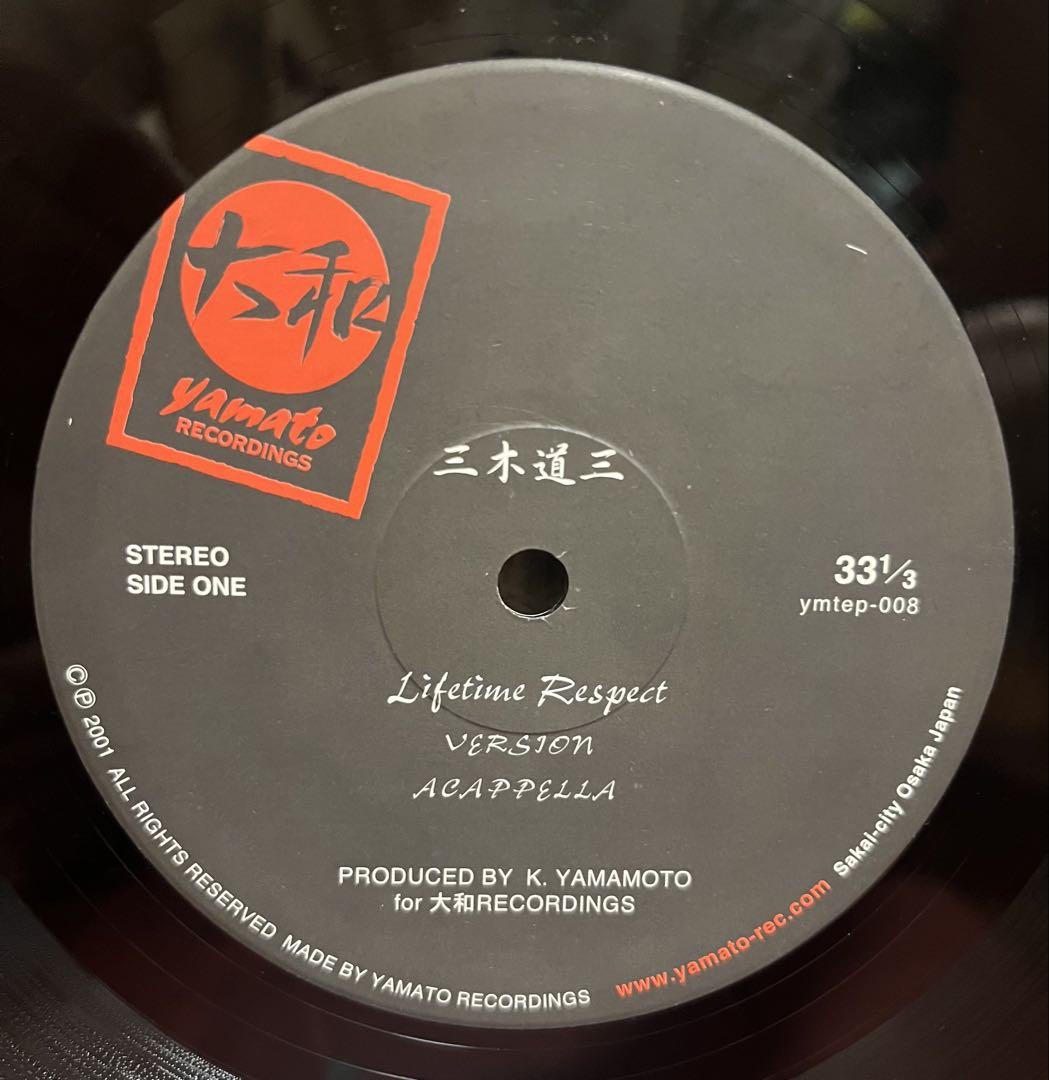 大和
yamato
RECORDINGS
三木道三
STEREO
SIDE ONE
33⅓
ymtep-008
Lifetime Respect
VERSION
ACAPPELLA
PRODUCED BY K. YAMAMOTO
for 大和RECORDINGS
©℗ 2001 ALL RIGHTS RESERVED MADE BY YAMATO RECORDINGS
www.yamato-rec.com Sakai-city Osaka Japan